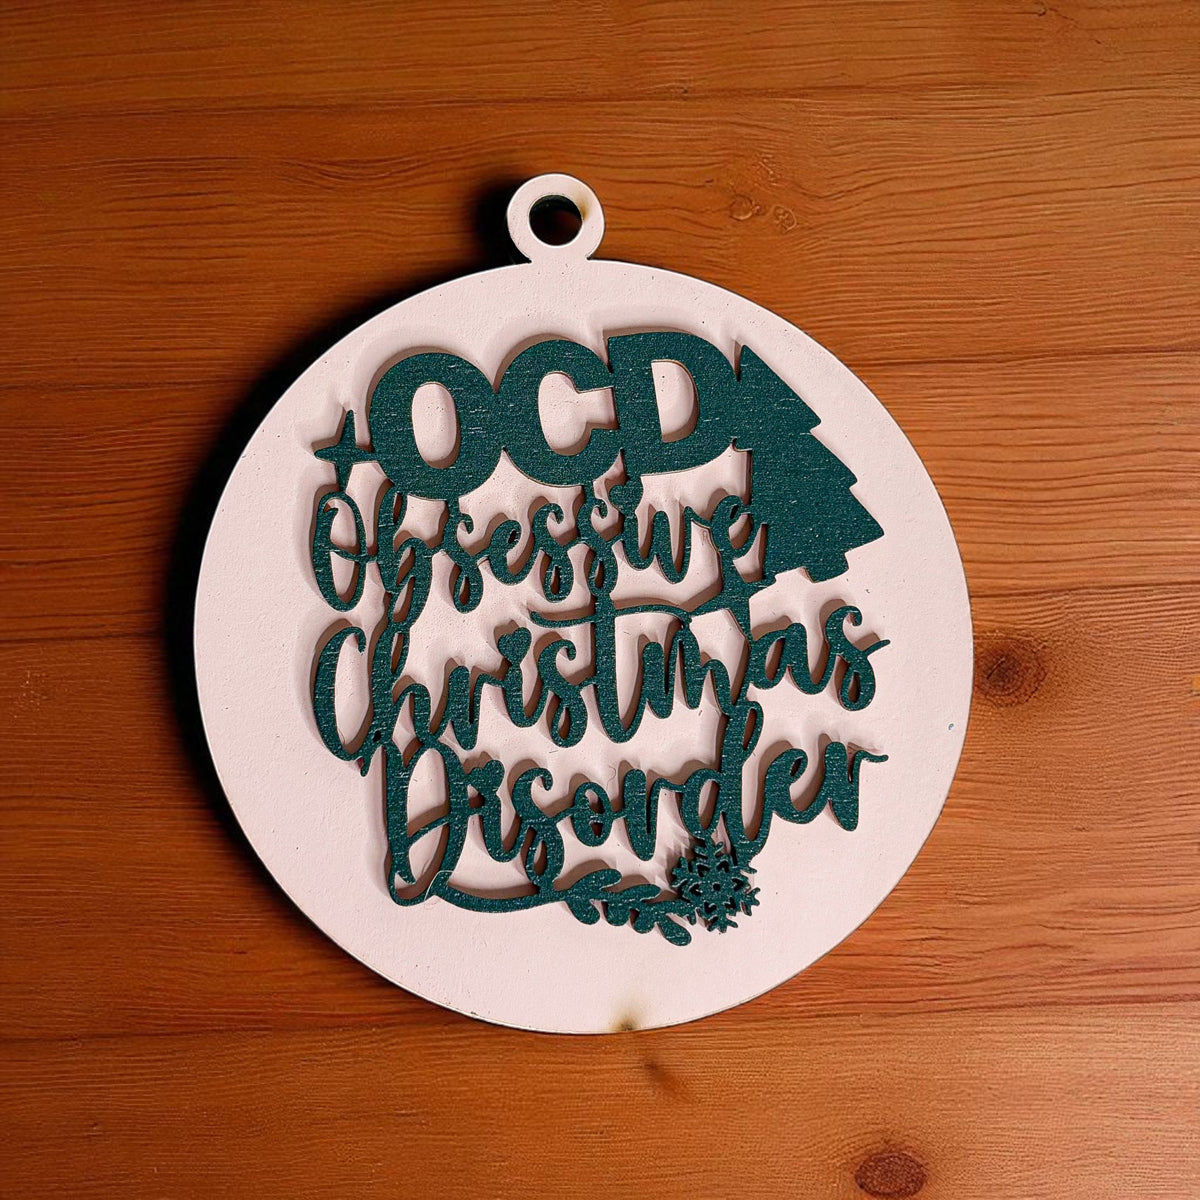 OCD
Obsessive
Christmas
Disorder